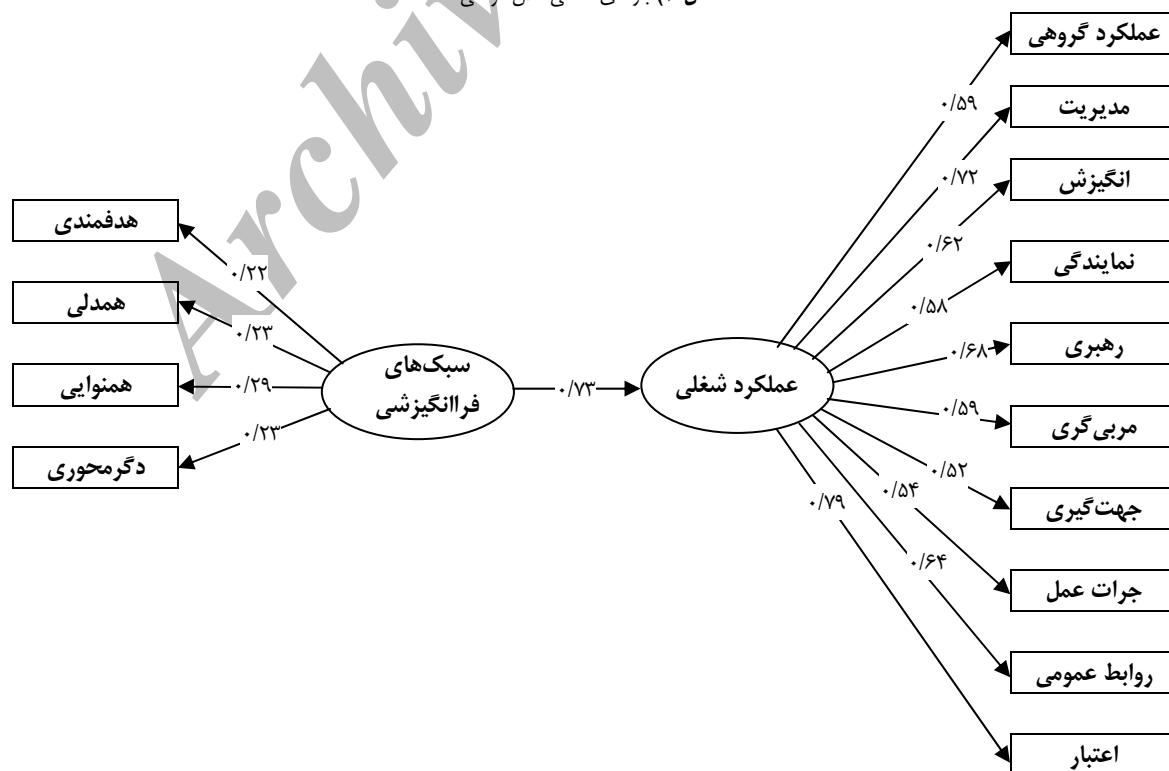 عملکرد گروهی
مدیریت
انگیزش
نمایندگی
رهبری
مربی‌گری
جهت‌گیری
جرات عمل
روابط عمومی
اعتبار
۰/۵۹
۰/۷۲
۰/۶۲
۰/۵۸
۰/۶۸
۰/۵۹
۰/۵۲
۰/۵۴
۰/۶۴
۰/۷۹
عملکرد شغلی
۰/۷۳
سبک‌های
فراانگیزشی
۰/۲۲
۰/۲۳
۰/۲۹
۰/۲۳
هدفمندی
همدلی
همنوایی
دگرمحوری
Archiv